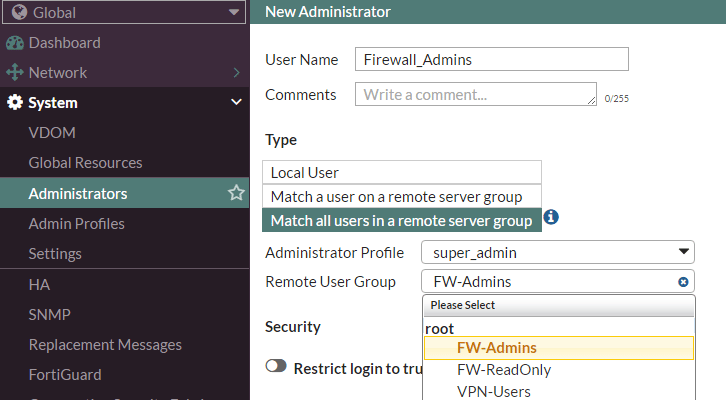 Global
New Administrator
Dashboard
Network
System
VDOM
Global Resources
Administrators
Admin Profiles
Settings
HA
SNMP
Replacement Messages
FortiGuard
User Name Firewall_Admins
Comments Write a comment... 0/255
Type
Local User
Match a user on a remote server group
Match all users in a remote server group
Administrator Profile super_admin
Remote User Group FW-Admins
Please Select
root
FW-Admins
FW-ReadOnly
VPN-Users
Security
Restrict login to tru